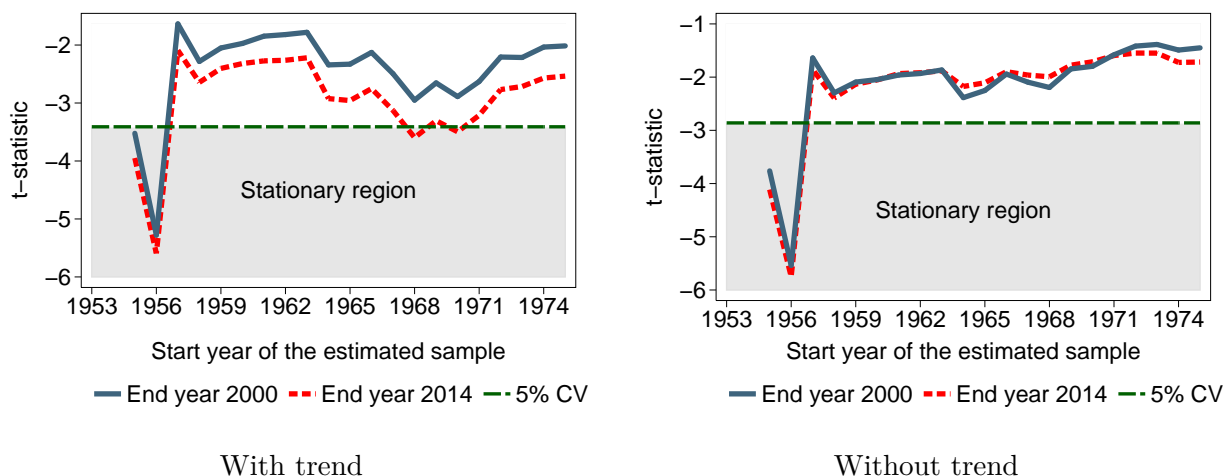 −2
−3
−4
−5
−6
t−statistic
Stationary region
1953 1956 1959 1962 1965 1968 1971 1974
Start year of the estimated sample
End year 2000 End year 2014 5% CV
With trend
−1
−2
−3
−4
−5
−6
t−statistic
Stationary region
1953 1956 1959 1962 1965 1968 1971 1974
Start year of the estimated sample
End year 2000 End year 2014 5% CV
Without trend